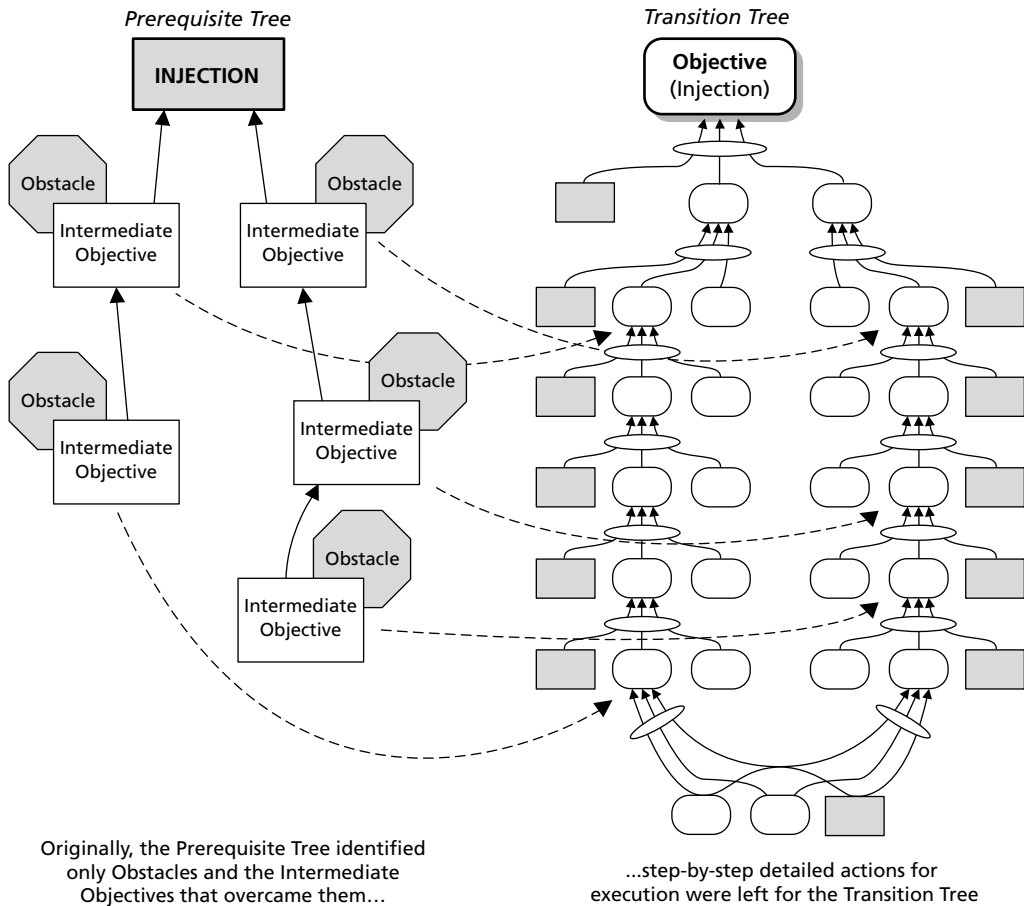 Prerequisite Tree
INJECTION
Obstacle
Intermediate
Objective
Obstacle
Intermediate
Objective
Obstacle
Intermediate
Objective
Obstacle
Intermediate
Objective
Obstacle
Intermediate
Objective
Originally, the Prerequisite Tree identified
only Obstacles and the Intermediate
Objectives that overcame them…
Transition Tree
Objective
(Injection)
...step-by-step detailed actions for
execution were left for the Transition Tree